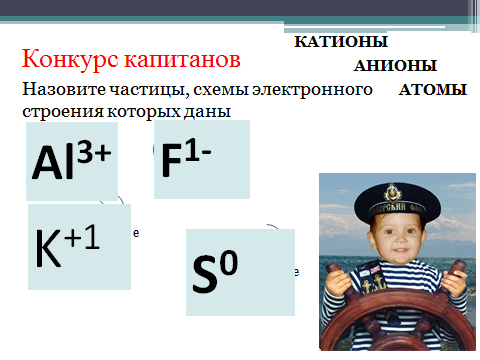 КАТИОНЫ
Конкурс капитанов
АНИОНЫ
Назовите частицы, схемы электронного
АТОМЫ
строения которых даны
Al³⁺
F¹⁻
K⁺¹
е
S⁰
е